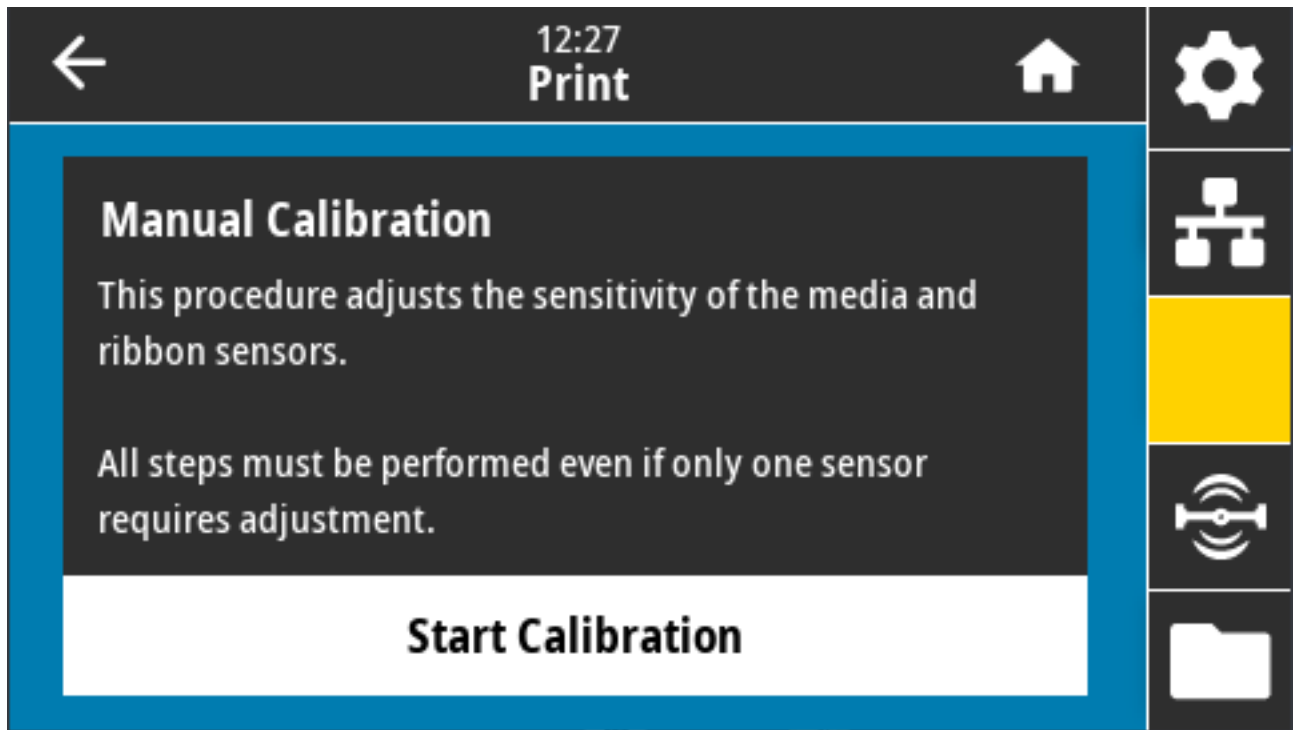 12:27
Print
Manual Calibration
This procedure adjusts the sensitivity of the media and
ribbon sensors.
All steps must be performed even if only one sensor
requires adjustment.
Start Calibration